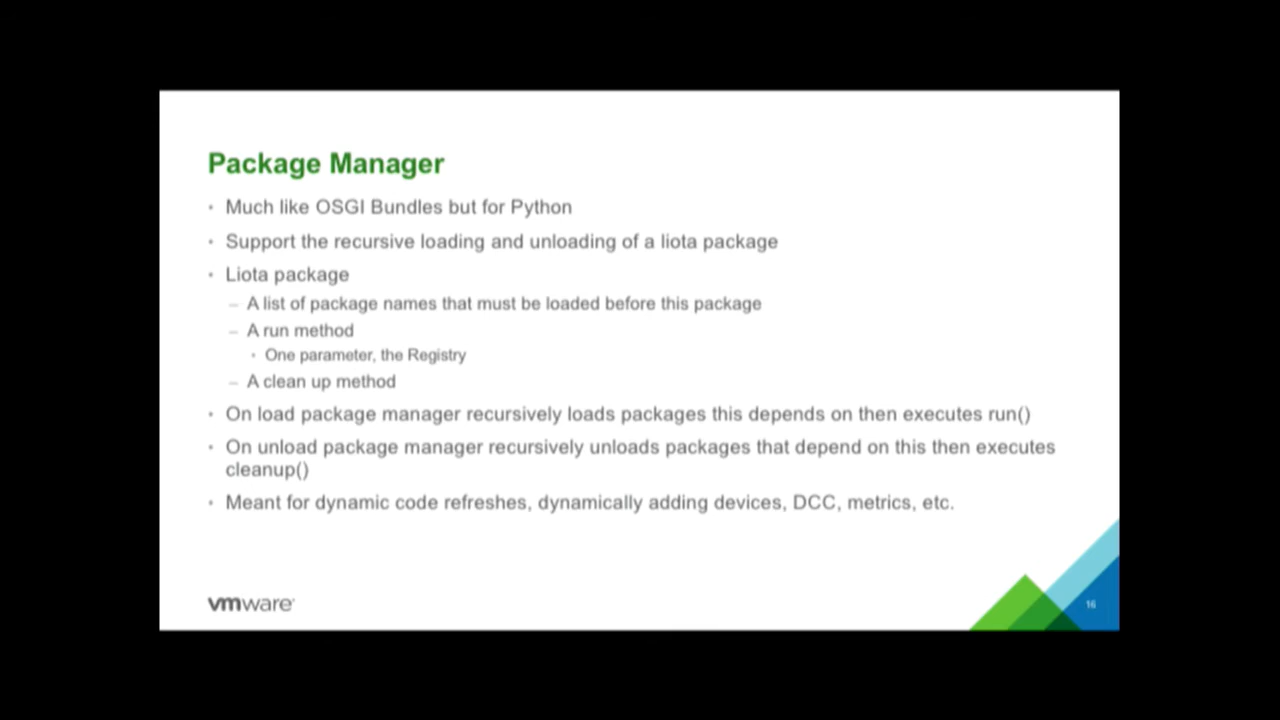 Package Manager
• Much like OSGI Bundles but for Python
• Support the recursive loading and unloading of a liota package
• Liota package
– A list of package names that must be loaded before this package
– A run method
• One parameter, the Registry
– A clean up method
• On load package manager recursively loads packages this depends on then executes run()
• On unload package manager recursively unloads packages that depend on this then executes
cleanup()
• Meant for dynamic code refreshes, dynamically adding devices, DCC, metrics, etc.
vmware
16